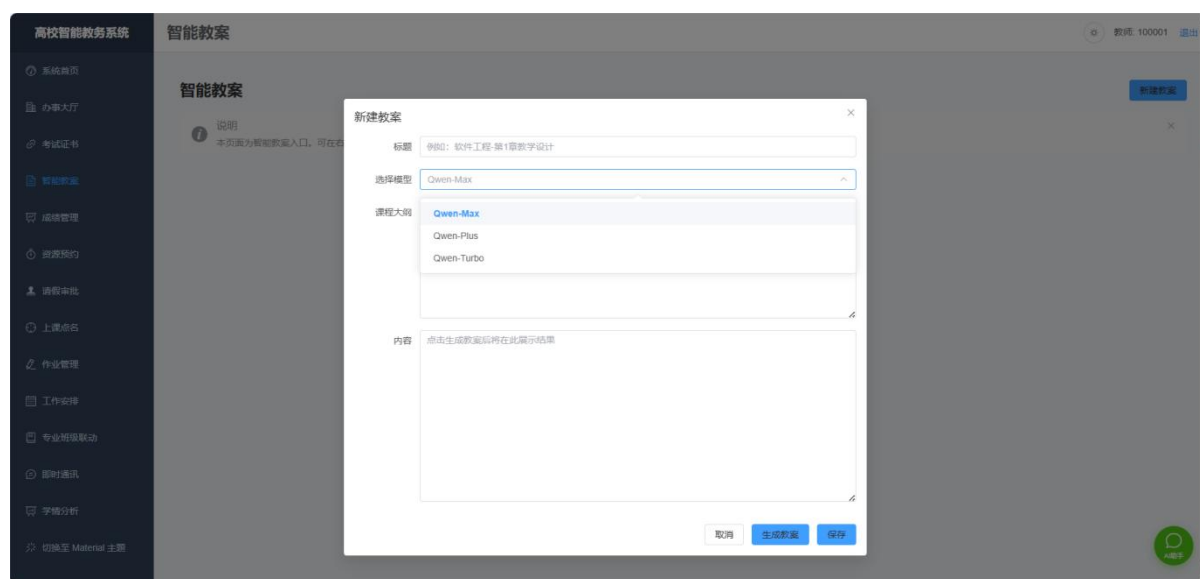 高校智能教务系统
智能教案
教师: 100001 退出
系统首页
办事大厅
考试证书
智能教案
成绩管理
资源预约
请假审批
上课点名
作业管理
工作安排
专业班级联动
即时通讯
学情分析
切换至 Material 主题
智能教案
新建教案
说明
本页面为智能教案入口，可在右
新建教案
标题 例如：软件工程-第1章教学设计
选择模型 Qwen-Max
课程大纲
Qwen-Max
Qwen-Plus
Qwen-Turbo
内容 点击生成教案后将在此展示结果
取消 生成教案 保存
AI助手